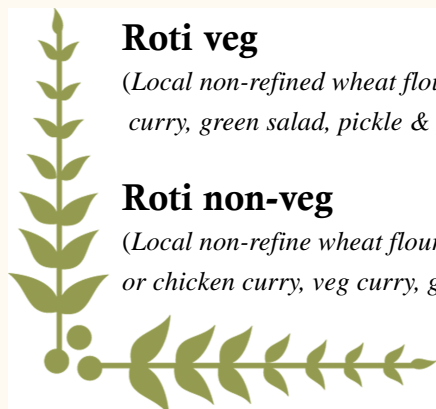 Roti veg
(Local non-refined wheat
curry, green salad, pickle &
Roti non-veg
(Local non-refine wheat flour
or chicken curry, veg curry,